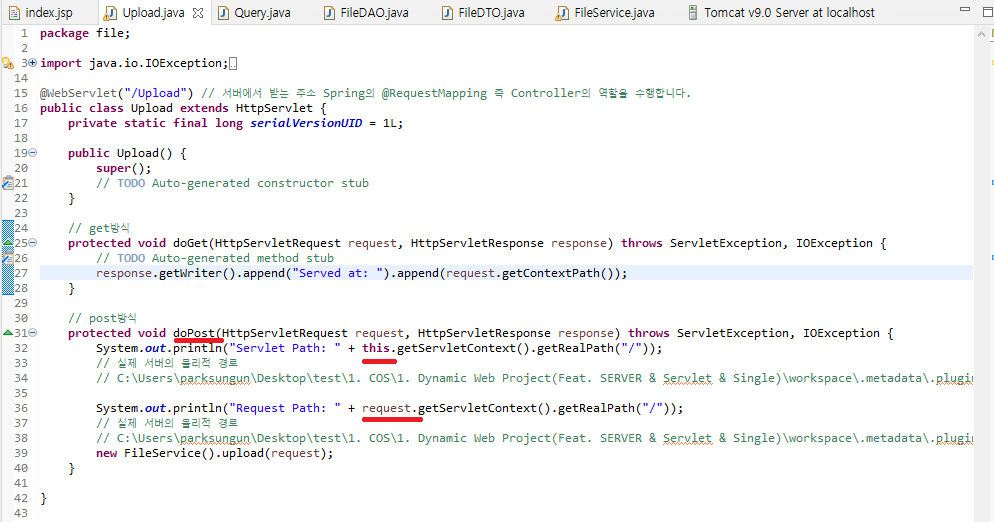 index.jsp Upload.java Query.java FileDAO.java FileDTO.java FileService.java Tomcat v9.0 Server at localhost
1 package file;
2
3 import java.io.IOException;
14
15 @WebServlet("/Upload") // 서버에서 받는 주소 Spring의 @RequestMapping 즉 Controller의 역할을 수행합니다.
16 public class Upload extends HttpServlet {
17 private static final long serialVersionUID = 1L;
18
19 public Upload() {
20 super();
21 // TODO Auto-generated constructor stub
22 }
23
24 // get방식
25 protected void doGet(HttpServletRequest request, HttpServletResponse response) throws ServletException, IOException {
26 // TODO Auto-generated method stub
27 response.getWriter().append("Served at: ").append(request.getContextPath());
28 }
29
30 // post방식
31 protected void doPost(HttpServletRequest request, HttpServletResponse response) throws ServletException, IOException {
32 System.out.println("Servlet Path: " + this.getServletContext().getRealPath("/"));
33 // 실제 서버의 물리적 경로
34 // C:\Users\parksungun\Desktop\test\1. COS\1. Dynamic Web Project(Feat. SERVER & Servlet & Single)\workspace\.metadata\.plugin
35
36 System.out.println("Request Path: " + request.getServletContext().getRealPath("/"));
37 // 실제 서버의 물리적 경로
38 // C:\Users\parksungun\Desktop\test\1. COS\1. Dynamic Web Project(Feat. SERVER & Servlet & Single)\workspace\.metadata\.plugin
39 new FileService().upload(request);
40 }
41
42 }
43